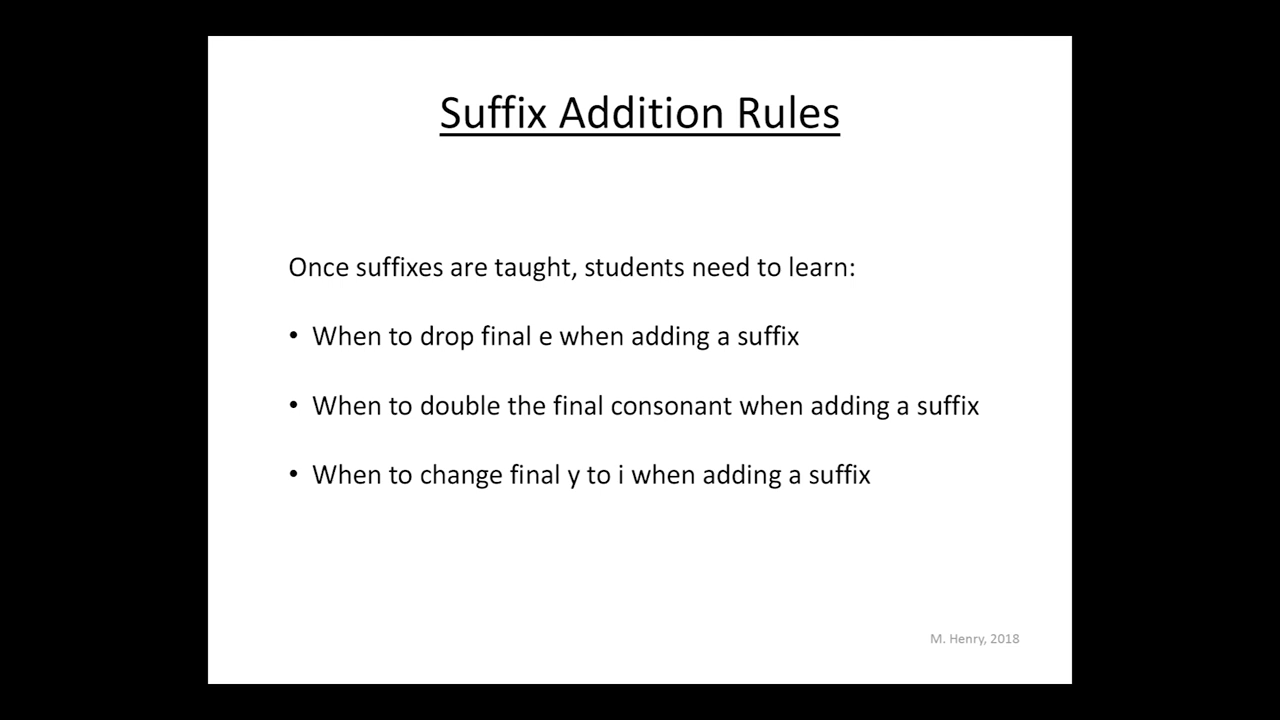 Suffix Addition Rules
Once suffixes are taught, students need to learn:
• When to drop final e when adding a suffix
• When to double the final consonant when adding a suffix
• When to change final y to i when adding a suffix
M. Henry, 2018